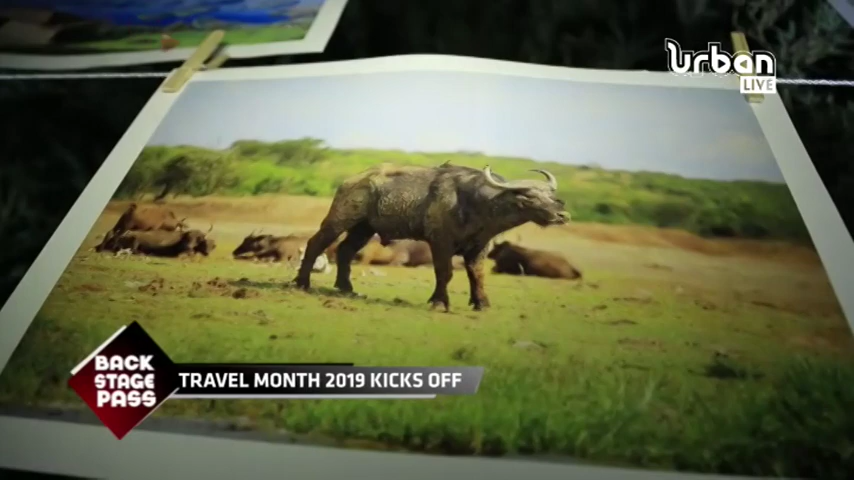 Urban
LIVE
BACK
STAGE
PASS
TRAVEL MONTH 2019 KICKS OFF